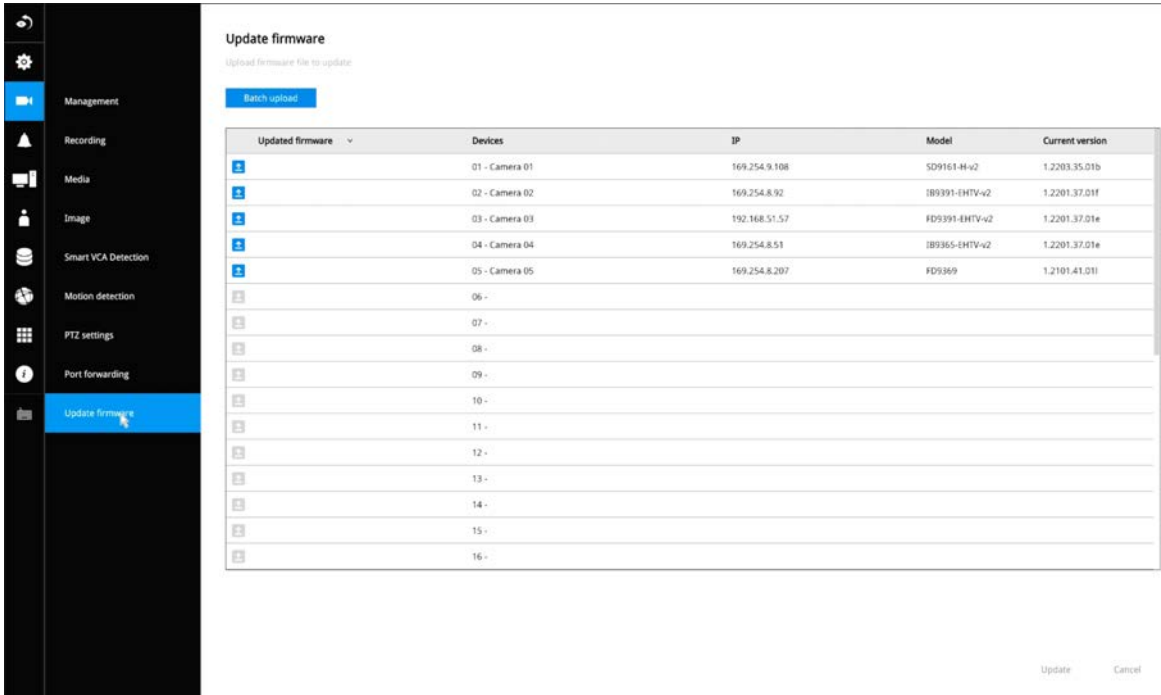 Update firmware
Upload firmware file to update
Batch upload
Management
Recording
Media
Image
Smart VCA Detection
Motion detection
PTZ settings
Port forwarding
Update firmware
Updated firmware Devices IP Model Current version
01 - Camera 01 169.254.9.108 SD9161-H-v2 1.2203.35.01b
02 - Camera 02 169.254.8.92 IB9391-EHTV-v2 1.2201.37.01f
03 - Camera 03 192.168.51.57 FD9391-EHTV-v2 1.2201.37.01e
04 - Camera 04 169.254.8.51 IB9365-EHTV-v2 1.2201.37.01e
05 - Camera 05 169.254.8.207 FD9369 1.2101.41.01l
06 -
07 -
08 -
09 -
10 -
11 -
12 -
13 -
14 -
15 -
16 -
Update Cancel